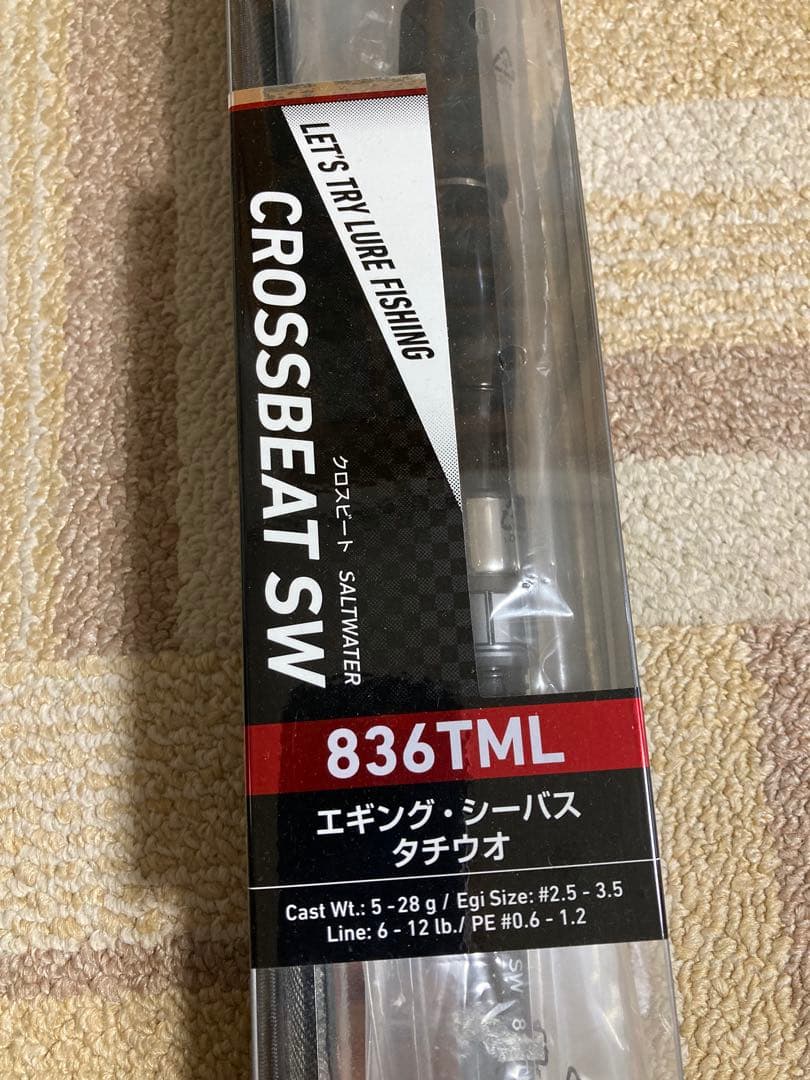 LET'S TRY LURE FISHING
CROSSBEAT SW
クロスビート SALTWATER
836TML
エギング・シーバス
タチウオ
Cast Wt.: 5 - 28 g / Egi Size: #2.5 - 3.5
Line: 6 - 12 lb./ PE #0.6 - 1.2
SW 8